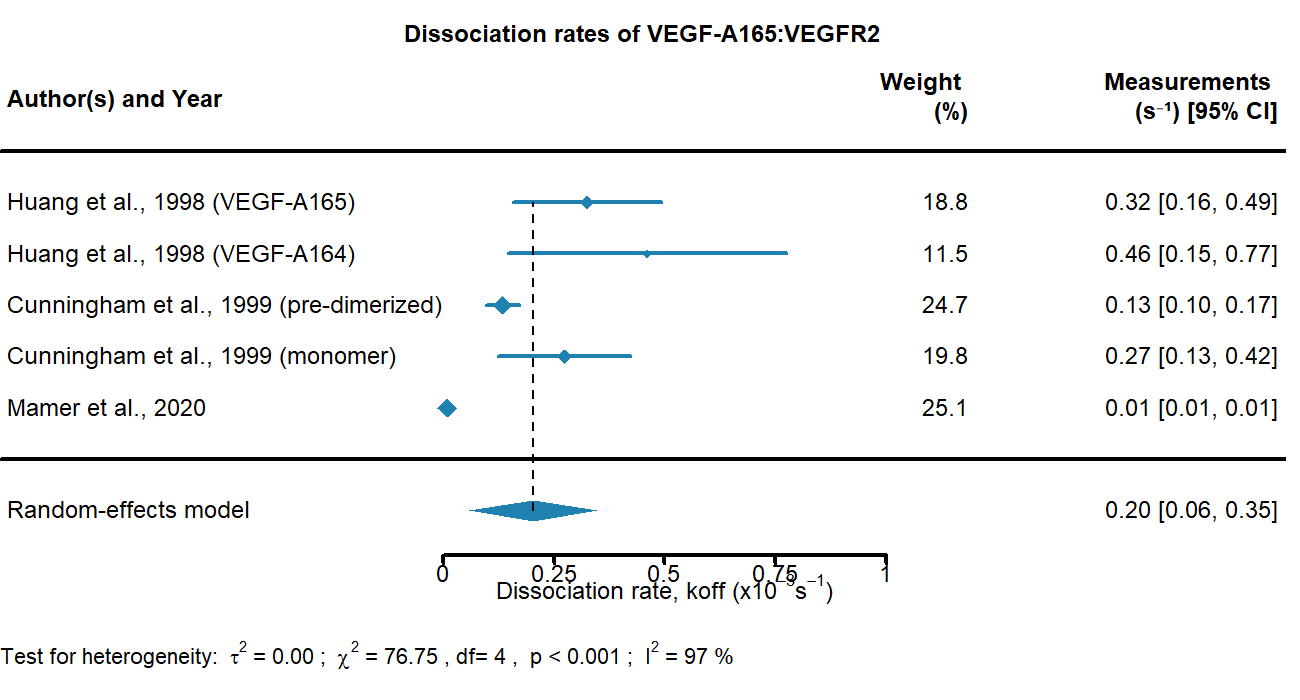 Dissociation rates of VEGF-A165:VEGFR2
Author(s) and Year Weight (%) Measurements (s⁻¹) [95% CI]
Huang et al., 1998 (VEGF-A165) 18.8 0.32 [0.16, 0.49]
Huang et al., 1998 (VEGF-A164) 11.5 0.46 [0.15, 0.77]
Cunningham et al., 1999 (pre-dimerized) 24.7 0.13 [0.10, 0.17]
Cunningham et al., 1999 (monomer) 19.8 0.27 [0.13, 0.42]
Mamer et al., 2020 25.1 0.01 [0.01, 0.01]
Random-effects model 0.20 [0.06, 0.35]
0 0.25 0.5 0.75 1
Dissociation rate, koff (x10⁻³s⁻¹)
Test for heterogeneity: τ² = 0.00 ; χ² = 76.75 , df= 4 , p < 0.001 ; I² = 97 %